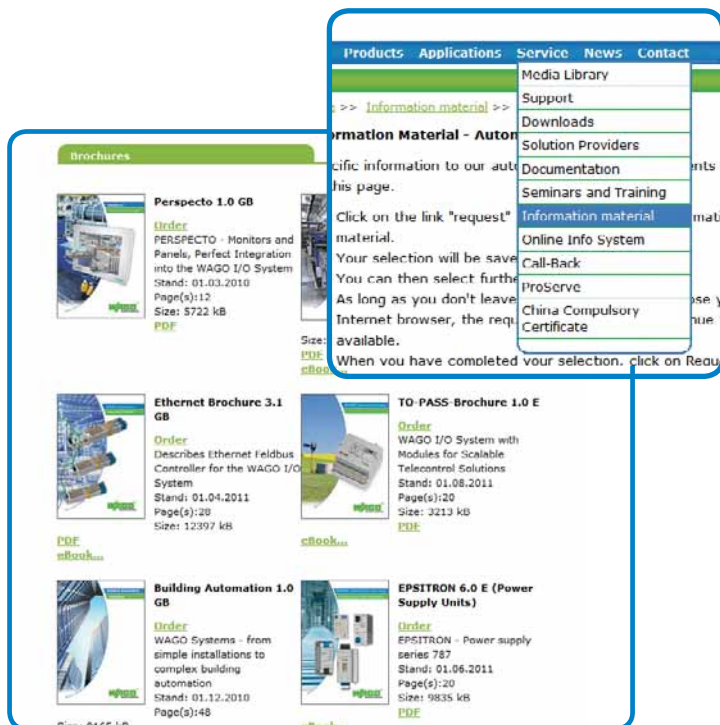 Products Applications Service News Contact
Media Library
Support
Downloads
Solution Providers
Documentation
Seminars and Training
Information material
Online Info System
Call-Back
ProServe
China Compulsory
Certificate
>> Information material >>
ormation Material - Auton
cific information to our auto ents
his page.
Click on the link "request" mati
material.
Your selection will be save
You can then select furthe
As long as you don't leave ose y
Internet browser, the requ nue
available.
When you have completed your selection, click on Requ
Brochures
Perspecto 1.0 GB
Order
PERSPECTO - Monitors and
Panels, Perfect Integration
into the WAGO I/O System
Stand: 01.03.2010
Page(s):12
Size: 5722 kB
PDF
Size:
PDF
eBook...
Ethernet Brochure 3.1
GB
Order
Describes Ethernet Feldbus
Controller for the WAGO I/O
System
Stand: 01.04.2011
Page(s):28
Size: 12397 kB
PDF
eBook...
TO-PASS-Brochure 1.0 E
Order
WAGO I/O System with
Modules for Scalable
Telecontrol Solutions
Stand: 01.08.2011
Page(s):20
Size: 3213 kB
PDF
eBook...
Building Automation 1.0
GB
Order
WAGO Systems - from
simple installations to
complex building
automation
Stand: 01.12.2010
Page(s):48
EPSITRON 6.0 E (Power
Supply Units)
Order
EPSITRON - Power supply
series 787
Stand: 01.06.2011
Page(s):20
Size: 9835 kB
PDF